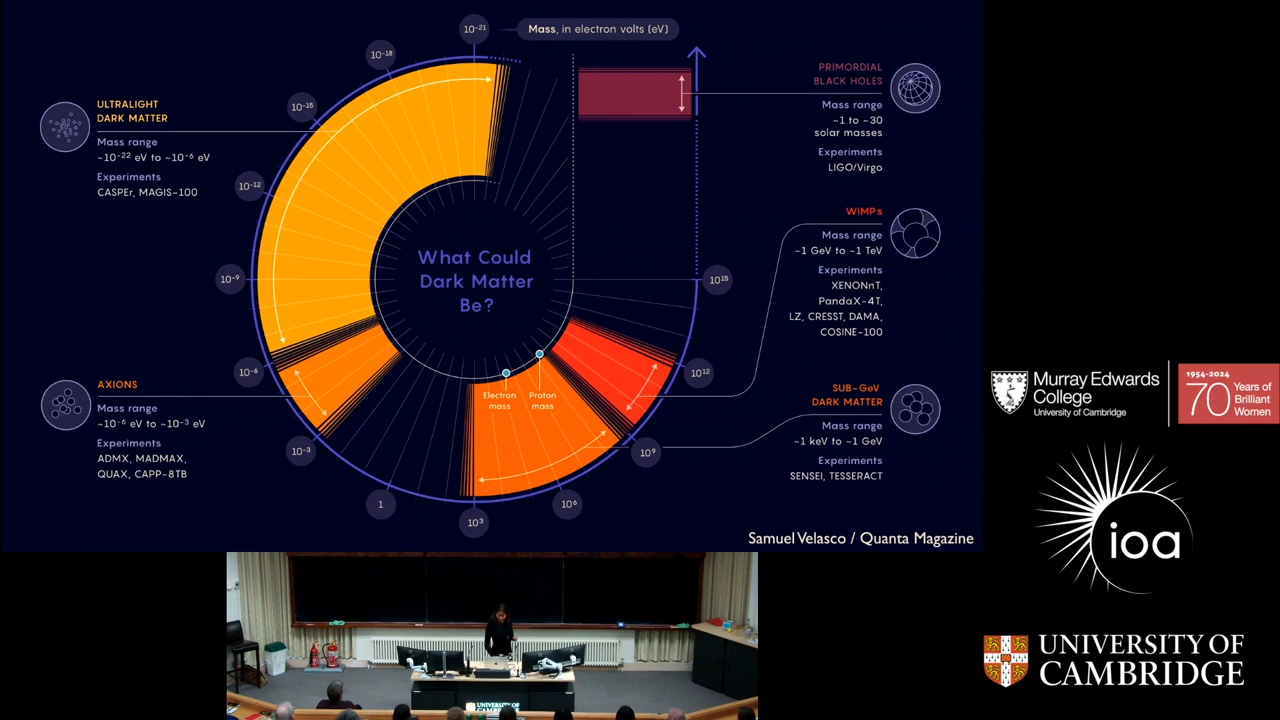 10⁻²¹
Mass, in electron volts (eV)
10⁻¹⁸
10⁻¹⁵
10⁻¹²
10⁻⁹
10⁻⁶
10⁻³
1
10³
10⁶
10⁹
10¹²
10¹⁵
ULTRALIGHT
DARK MATTER
Mass range
~10⁻²² eV to ~10⁻⁶ eV
Experiments
CASPEr, MAGIS-100
AXIONS
Mass range
~10⁻⁶ eV to ~10⁻³ eV
Experiments
ADMX, MADMAX,
QUAX, CAPP-8TB
What Could
Dark Matter
Be?
Electron
mass
Proton
mass
PRIMORDIAL
BLACK HOLES
Mass range
~1 to ~30
solar masses
Experiments
LIGO/Virgo
WIMPs
Mass range
~1 GeV to ~1 TeV
Experiments
XENONnT,
PandaX-4T,
LZ, CRESST, DAMA,
COSINE-100
SUB-GeV
DARK MATTER
Mass range
~1 keV to ~1 GeV
Experiments
SENSEI, TESSERACT
Samuel Velasco / Quanta Magazine
Murray Edwards
College
University of Cambridge
1954-2024
70 Years of
Brilliant
Women
ioa
UNIVERSITY OF
CAMBRIDGE
UNIVERSITY OF